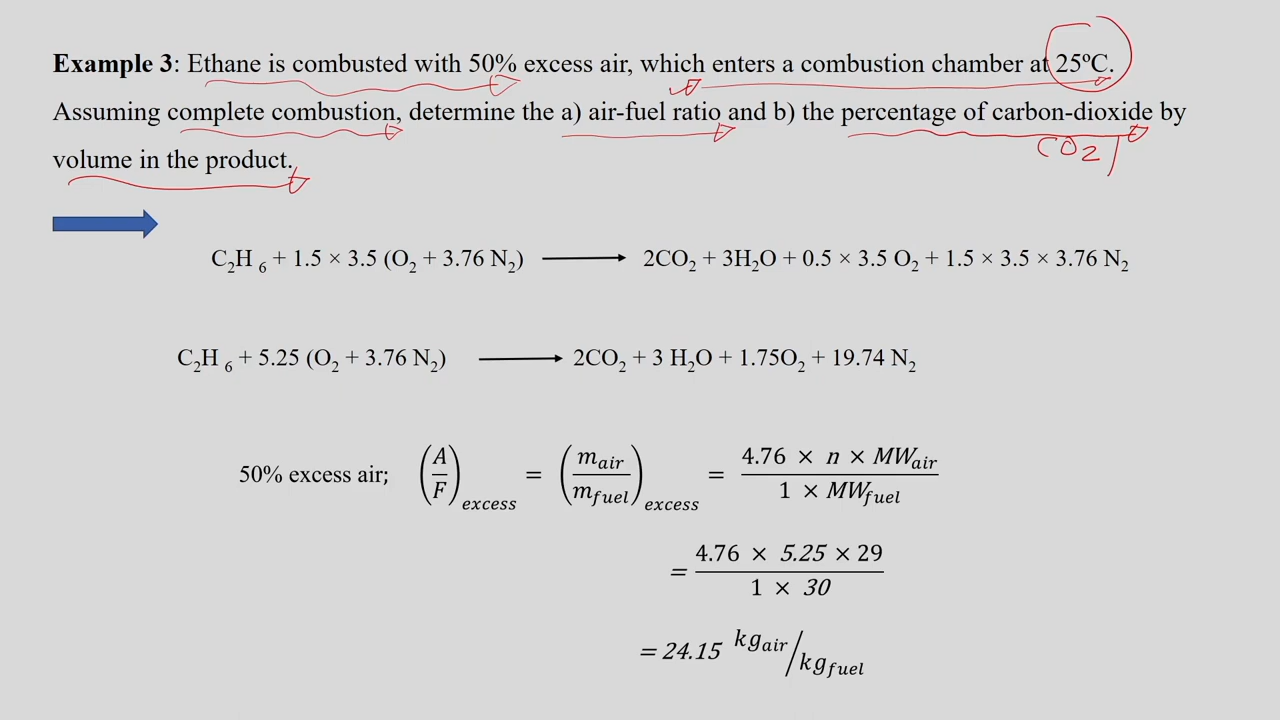 Example 3: Ethane is combusted with 50% excess air, which enters a combustion chamber at 25ºC.
Assuming complete combustion, determine the a) air-fuel ratio and b) the percentage of carbon-dioxide by
CO2
volume in the product.
C2H 6 + 1.5 × 3.5 (O2 + 3.76 N2) ⟶ 2CO2 + 3H2O + 0.5 × 3.5 O2 + 1.5 × 3.5 × 3.76 N2
C2H 6 + 5.25 (O2 + 3.76 N2) ⟶ 2CO2 + 3 H2O + 1.75O2 + 19.74 N2
50% excess air; (A/F)excess = (mair/mfuel)excess = 4.76 × n × MWair / 1 × MWfuel
= 4.76 × 5.25 × 29 / 1 × 30
= 24.15 kgair/kgfuel